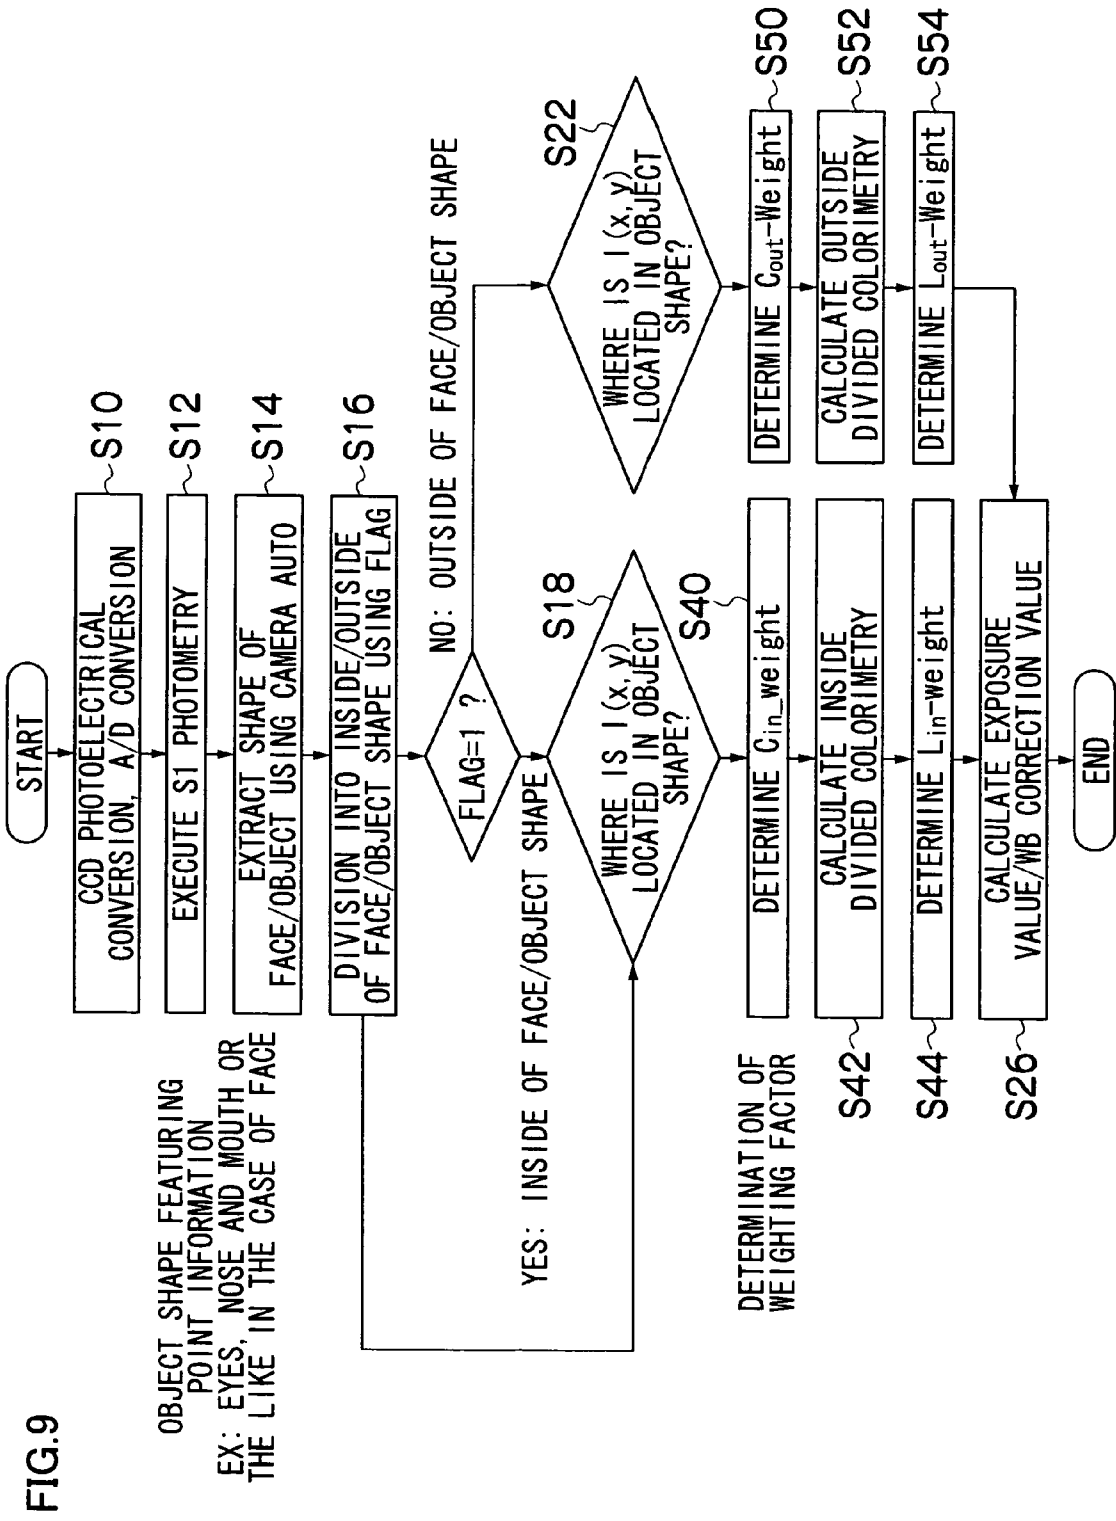 FIG.9
START
CCD PHOTOELECTRICAL
CONVERSION, A/D CONVERSION
S10
EXECUTE S1 PHOTOMETRY
S12
OBJECT SHAPE FEATURING
POINT INFORMATION
EX: EYES, NOSE AND MOUTH OR
THE LIKE IN THE CASE OF FACE
EXTRACT SHAPE OF
FACE/OBJECT USING CAMERA AUTO
S14
DIVISION INTO INSIDE/OUTSIDE
OF FACE/OBJECT SHAPE USING FLAG
S16
FLAG=1 ?
NO: OUTSIDE OF FACE/OBJECT SHAPE
YES: INSIDE OF FACE/OBJECT SHAPE
WHERE IS I(x,y)
LOCATED IN OBJECT
SHAPE?
S18
WHERE IS I(x,y)
LOCATED IN OBJECT
SHAPE?
S22
DETERMINATION OF
WEIGHTING FACTOR
DETERMINE Cin_weight
S40
DETERMINE Cout-Weight
S50
CALCULATE INSIDE
DIVIDED COLORIMETRY
S42
CALCULATE OUTSIDE
DIVIDED COLORIMETRY
S52
DETERMINE Lin-weight
S44
DETERMINE Lout-Weight
S54
CALCULATE EXPOSURE
VALUE/WB CORRECTION VALUE
S26
END